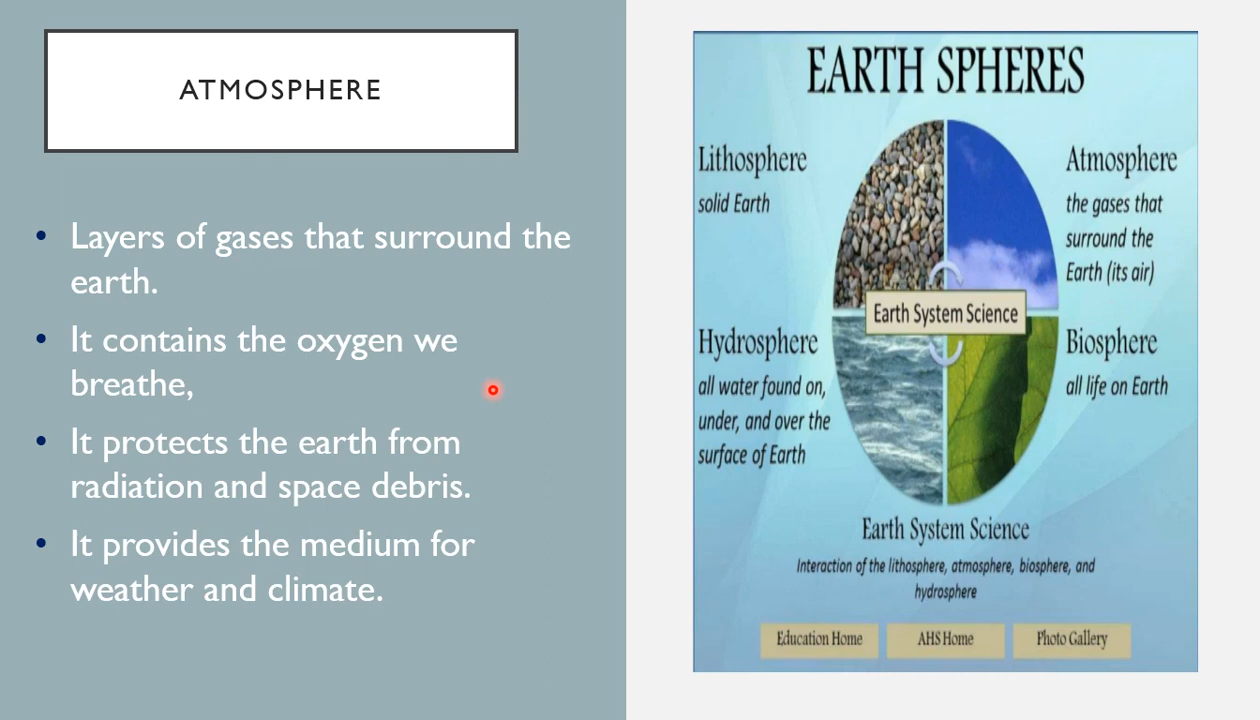 ATMOSPHERE
• Layers of gases that surround the
earth.
• It contains the oxygen we
breathe,
• It protects the earth from
radiation and space debris.
• It provides the medium for
weather and climate.
EARTH SPHERES
Lithosphere
solid Earth
Atmosphere
the gases that
surround the
Earth (its air)
Earth System Science
Hydrosphere
all water found on,
under, and over the
surface of Earth
Biosphere
all life on Earth
Earth System Science
Interaction of the lithosphere, atmosphere, biosphere, and
hydrosphere
Education Home
AHS Home
Photo Gallery